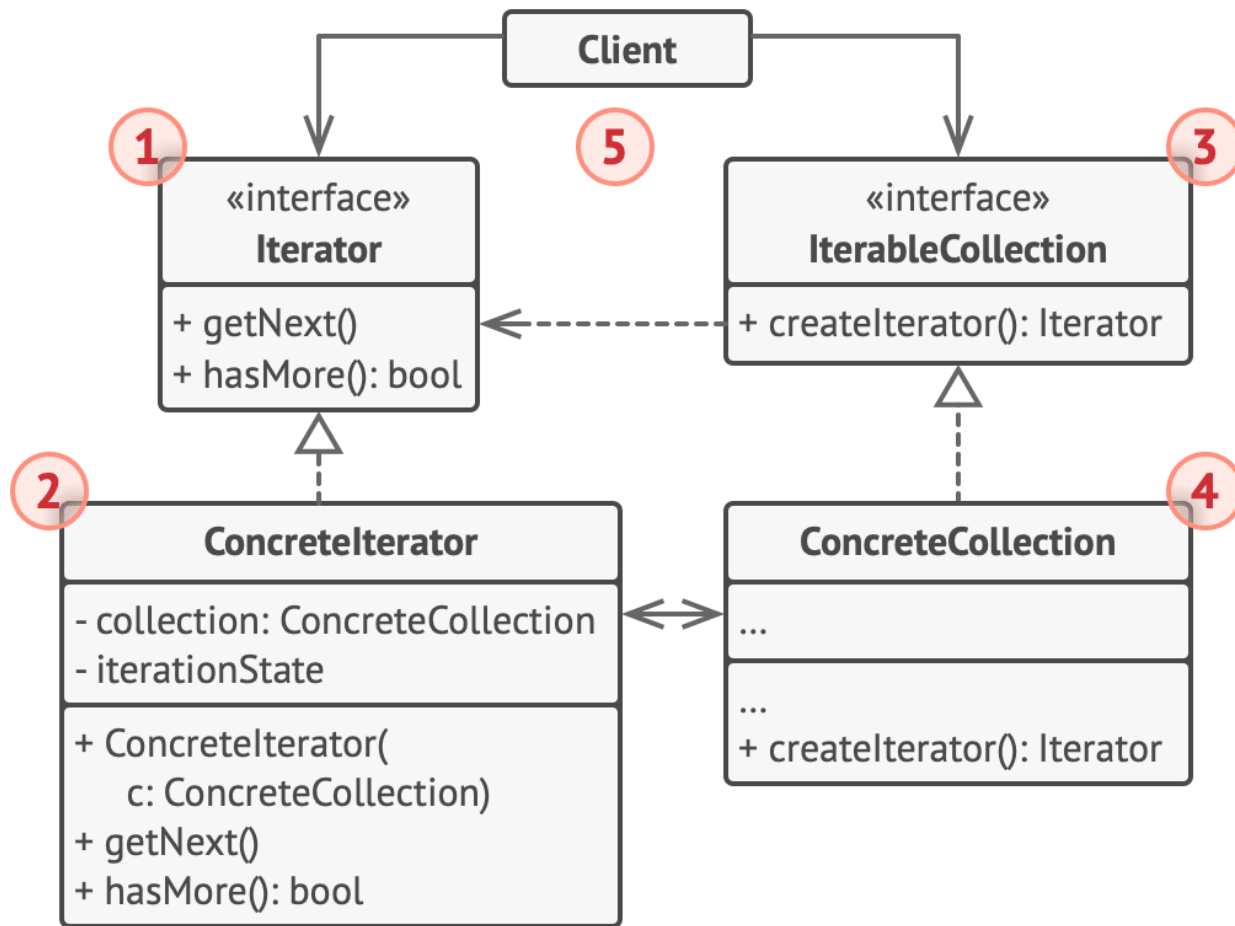 Client
1
5
3
«interface»
Iterator
+ getNext()
+ hasMore(): bool
«interface»
IterableCollection
+ createIterator(): Iterator
2
ConcreteIterator
- collection: ConcreteCollection
- iterationState
+ ConcreteIterator(
c: ConcreteCollection)
+ getNext()
+ hasMore(): bool
4
ConcreteCollection
...
...
+ createIterator(): Iterator